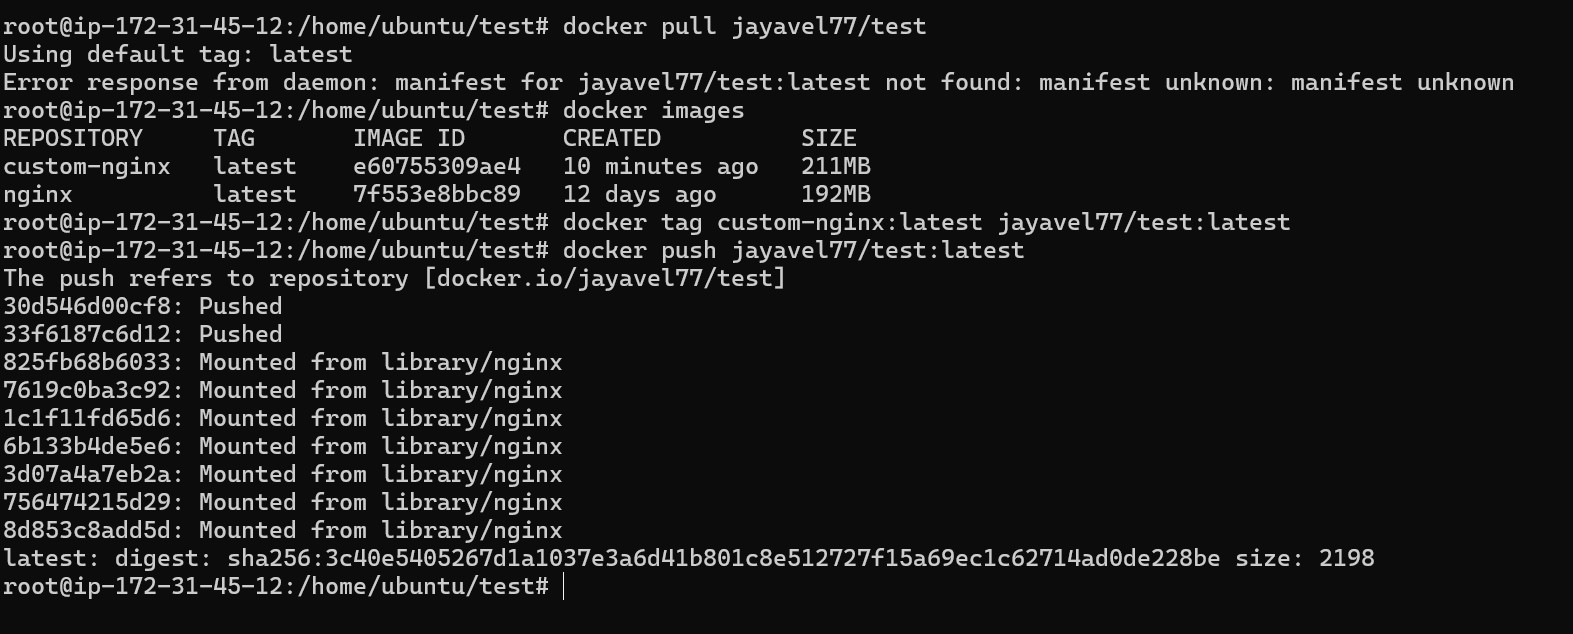 root@ip-172-31-45-12:/home/ubuntu/test# docker pull jayavel77/test
Using default tag: latest
Error response from daemon: manifest for jayavel77/test:latest not found: manifest unknown: manifest unknown
root@ip-172-31-45-12:/home/ubuntu/test# docker images
REPOSITORY     TAG       IMAGE ID       CREATED          SIZE
custom-nginx   latest    e60755309ae4   10 minutes ago   211MB
nginx          latest    7f553e8bbc89   12 days ago      192MB
root@ip-172-31-45-12:/home/ubuntu/test# docker tag custom-nginx:latest jayavel77/test:latest
root@ip-172-31-45-12:/home/ubuntu/test# docker push jayavel77/test:latest
The push refers to repository [docker.io/jayavel77/test]
30d546d00cf8: Pushed
33f6187c6d12: Pushed
825fb68b6033: Mounted from library/nginx
7619c0ba3c92: Mounted from library/nginx
1c1f11fd65d6: Mounted from library/nginx
6b133b4de5e6: Mounted from library/nginx
3d07a4a7eb2a: Mounted from library/nginx
756474215d29: Mounted from library/nginx
8d853c8add5d: Mounted from library/nginx
latest: digest: sha256:3c40e5405267d1a1037e3a6d41b801c8e512727f15a69ec1c62714ad0de228be size: 2198
root@ip-172-31-45-12:/home/ubuntu/test#